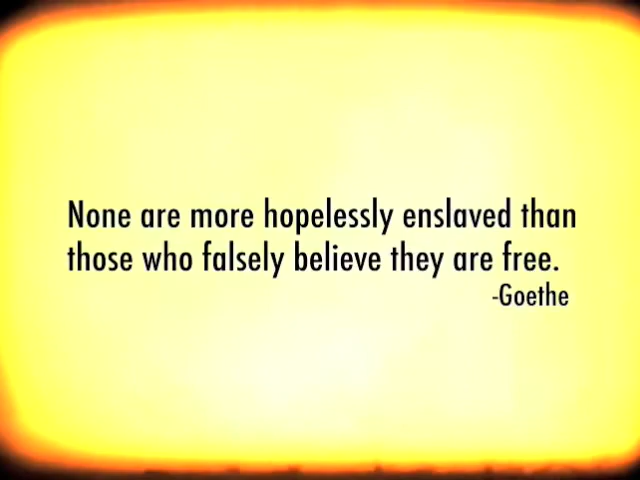 None are more hopelessly enslaved than
those who falsely believe they are free.
-Goethe